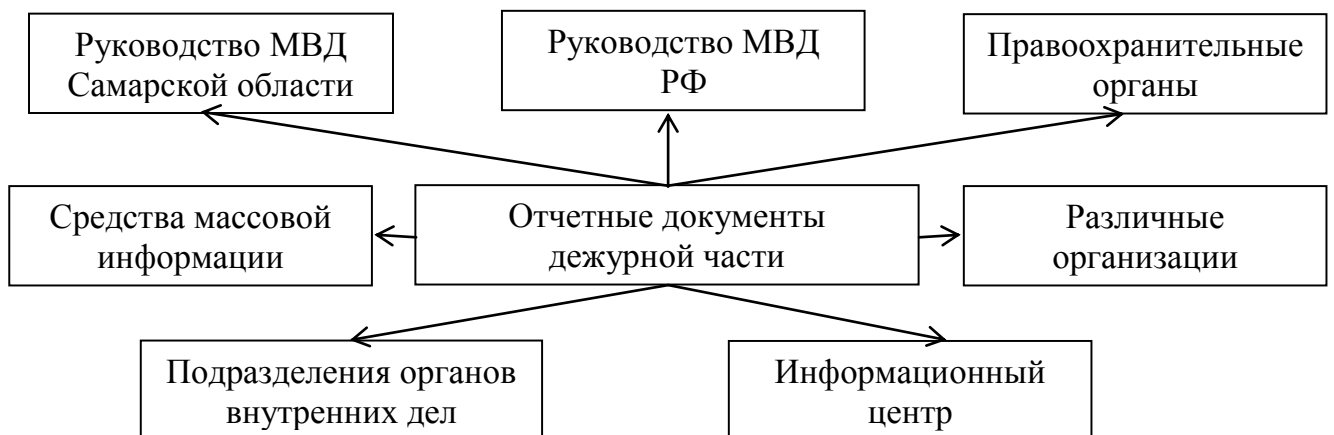 Руководство МВД
Самарской области
Руководство МВД
РФ
Правоохранительные
органы
Средства массовой
информации
Отчетные документы
дежурной части
Различные
организации
Подразделения органов
внутренних дел
Информационный
центр